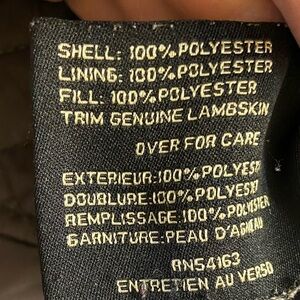 SHELL: 100% POLYESTER
LINING: 100% POLYESTER
FILL: 100% POLYESTER
TRIM GENUINE LAMBSKIN
OVER FOR CARE
EXTERIEUR:100% POLYEST
DOUBLURE:100% POLYEST
REMPLISSAGE:100% POLYESTER
GARNITURE:PEAU D'AGNEAU
RN54163
ENTRETIEN AU VERSO